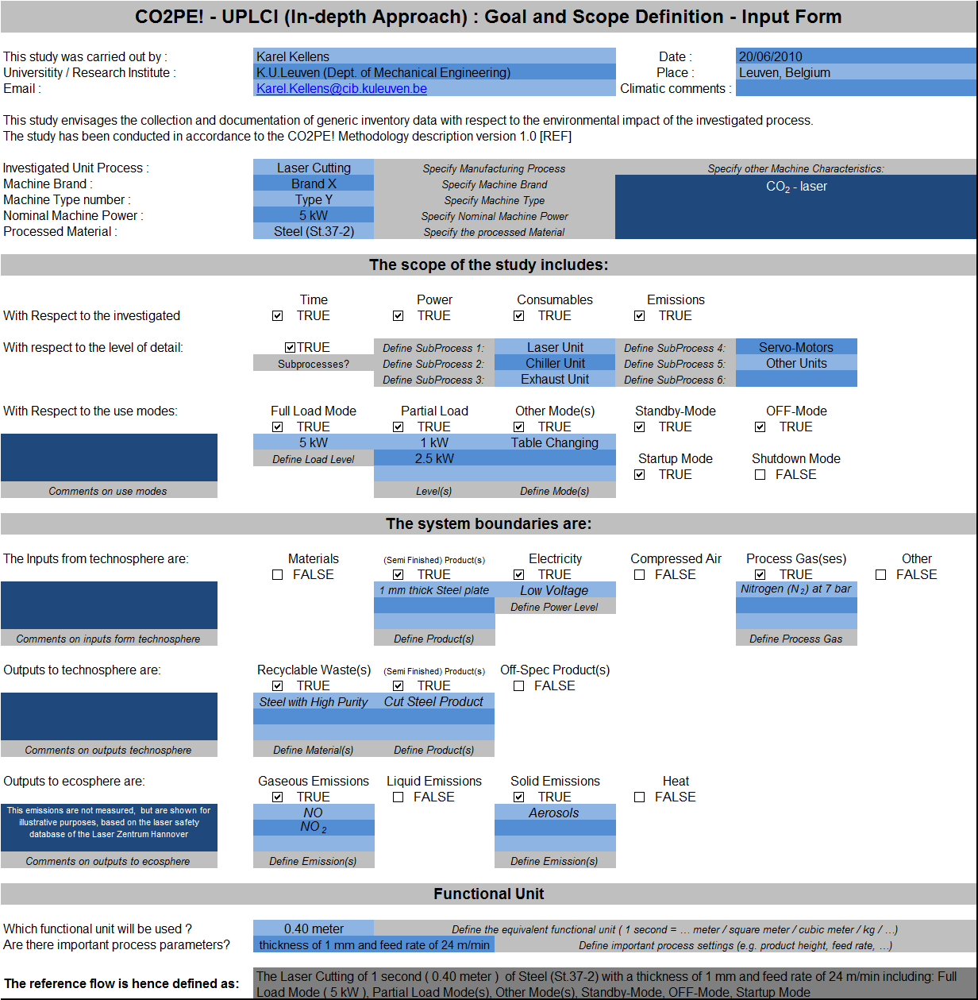 CO2PE! - UPLCI (In-depth Approach) : Goal and Scope Definition - Input Form
This study was carried out by : Karel Kellens Date : 20/06/2010
Universitity / Research Institute : K.U.Leuven (Dept. of Mechanical Engineering) Place : Leuven, Belgium
Email : Karel.Kellens@cib.kuleuven.be Climatic comments :
This study envisages the collection and documentation of generic inventory data with respect to the environmental impact of the investigated process.
The study has been conducted in accordance to the CO2PE! Methodology description version 1.0 [REF]
Investigated Unit Process : Laser Cutting Specify Manufacturing Process Specify other Machine Characteristics:
Machine Brand : Brand X Specify Machine Brand CO2 - laser
Machine Type number : Type Y Specify Machine Type
Nominal Machine Power : 5 kW Specify Nominal Machine Power
Processed Material : Steel (St.37-2) Specify the processed Material
The scope of the study includes:
Time Power Consumables Emissions
With Respect to the investigated TRUE TRUE TRUE TRUE
With respect to the level of detail: TRUE Define SubProcess 1: Laser Unit Define SubProcess 4: Servo-Motors
Subprocesses? Define SubProcess 2: Chiller Unit Define SubProcess 5: Other Units
Define SubProcess 3: Exhaust Unit Define SubProcess 6:
With Respect to the use modes: Full Load Mode Partial Load Other Mode(s) Standby-Mode OFF-Mode
TRUE TRUE TRUE TRUE TRUE
5 kW 1 kW Table Changing
Define Load Level 2.5 kW Startup Mode Shutdown Mode
TRUE FALSE
Comments on use modes Level(s) Define Mode(s)
The system boundaries are:
The Inputs from technosphere are: Materials (Semi Finished) Product(s) Electricity Compressed Air Process Gas(ses) Other
FALSE TRUE TRUE FALSE TRUE FALSE
1 mm thick Steel plate Low Voltage Nitrogen (N2) at 7 bar
Define Power Level
Comments on inputs form technosphere Define Product(s) Define Process Gas
Outputs to technosphere are: Recyclable Waste(s) (Semi Finished) Product(s) Off-Spec Product(s)
TRUE TRUE FALSE
Steel with High Purity Cut Steel Product
Comments on outputs technosphere Define Material(s) Define Product(s)
Outputs to ecosphere are: Gaseous Emissions Liquid Emissions Solid Emissions Heat
TRUE FALSE TRUE FALSE
This emissions are not measured, but are shown for NO Aerosols
illustrative purposes, based on the laser safety NO2
database of the Laser Zentrum Hannover
Comments on outputs to ecosphere Define Emission(s) Define Emission(s)
Functional Unit
Which functional unit will be used ? 0.40 meter Define the equivalent functional unit ( 1 second = ... meter / square meter / cubic meter / kg / ...)
Are there important process parameters? thickness of 1 mm and feed rate of 24 m/min Define important process settings (e.g. product height, feed rate, ...)
The reference flow is hence defined as: The Laser Cutting of 1 second ( 0.40 meter ) of Steel (St.37-2) with a thickness of 1 mm and feed rate of 24 m/min including: Full
Load Mode ( 5 kW ), Partial Load Mode(s), Other Mode(s), Standby-Mode, OFF-Mode, Startup Mode